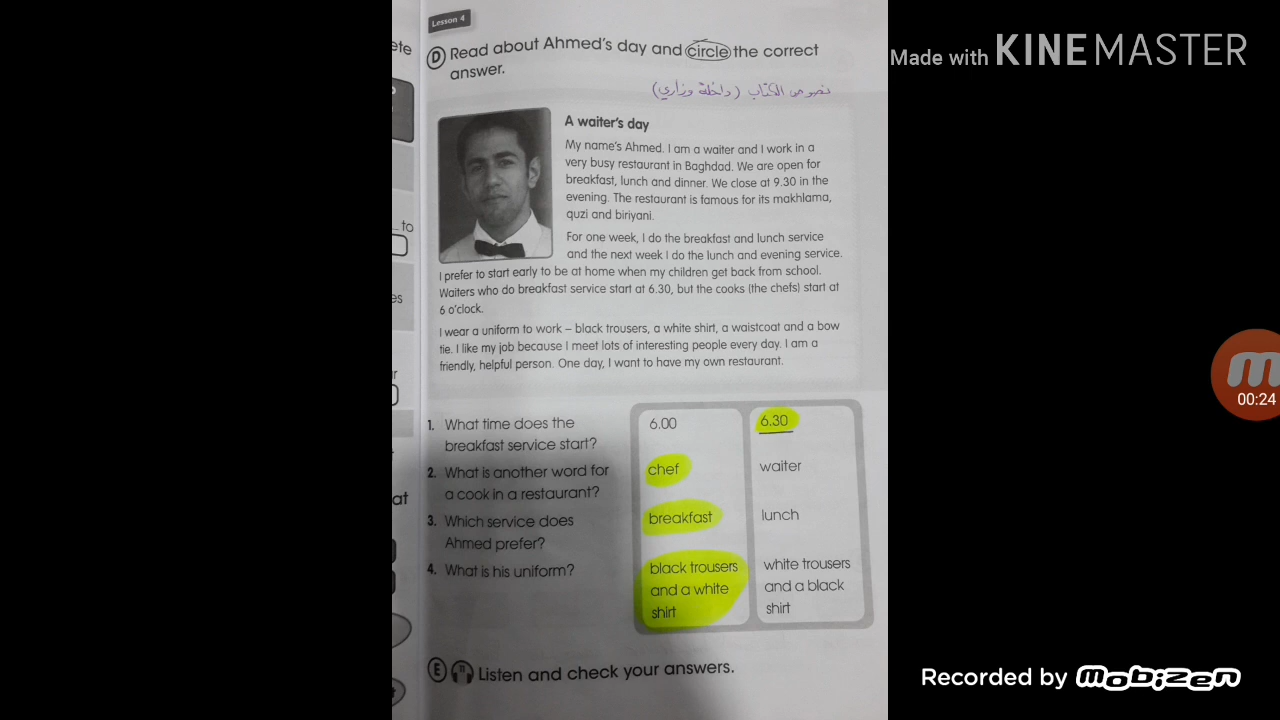 Lesson 4
D Read about Ahmed's day and circle the correct
answer.
نصوص الكتاب (داخلة وزاري)
A waiter's day
My name's Ahmed. I am a waiter and I work in a
very busy restaurant in Baghdad. We are open for
breakfast, lunch and dinner. We close at 9.30 in the
evening. The restaurant is famous for its makhlama,
quzi and biriyani.
For one week, I do the breakfast and lunch service
and the next week I do the lunch and evening service.
I prefer to start early to be at home when my children get back from school.
Waiters who do breakfast service start at 6.30, but the cooks (the chefs) start at
6 o'clock.
I wear a uniform to work – black trousers, a white shirt, a waistcoat and a bow
tie. I like my job because I meet lots of interesting people every day. I am a
friendly, helpful person. One day, I want to have my own restaurant.
1. What time does the
breakfast service start?
6.00
6.30
2. What is another word for
a cook in a restaurant?
chef
waiter
3. Which service does
Ahmed prefer?
breakfast
lunch
4. What is his uniform?
black trousers
and a white
shirt
white trousers
and a black
shirt
E 11 Listen and check your answers.
ete
to
es
r
at
Made with KINEMASTER
00:24
Recorded by Mobizen